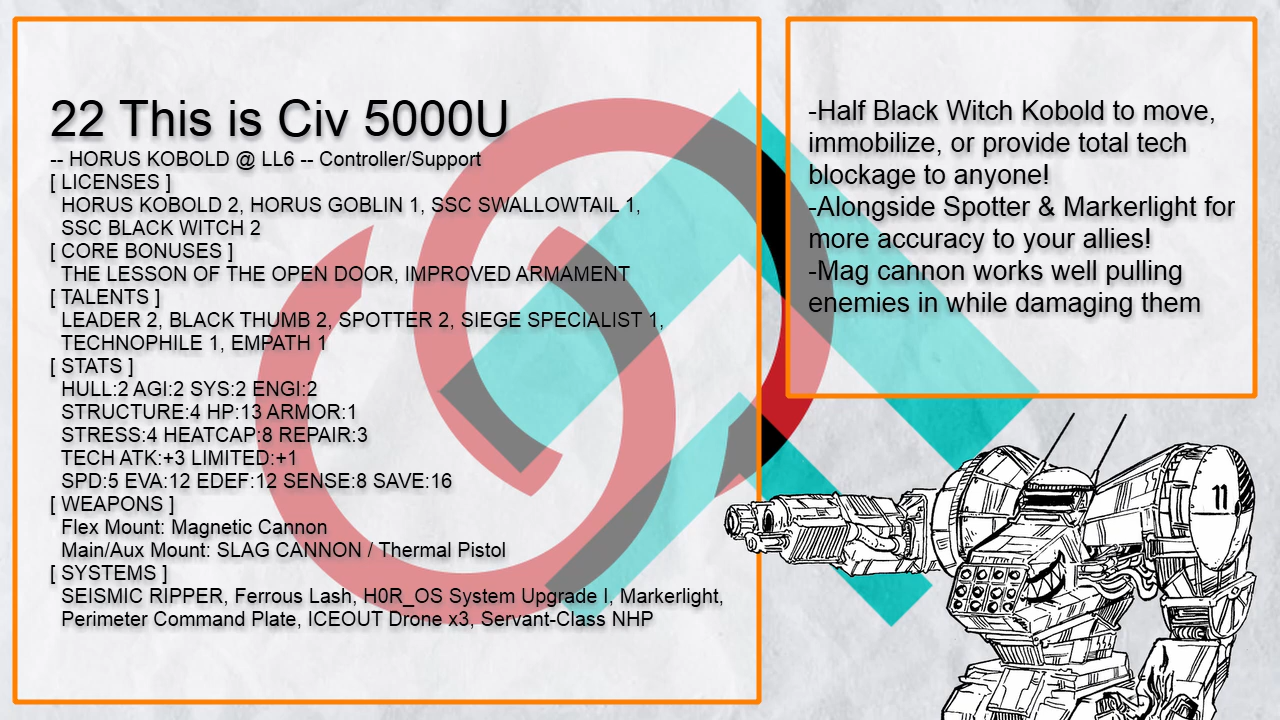 22 This is Civ 5000U
-- HORUS KOBOLD @ LL6 -- Controller/Support
[ LICENSES ]
HORUS KOBOLD 2, HORUS GOBLIN 1, SSC SWALLOWTAIL 1,
SSC BLACK WITCH 2
[ CORE BONUSES ]
THE LESSON OF THE OPEN DOOR, IMPROVED ARMAMENT
[ TALENTS ]
LEADER 2, BLACK THUMB 2, SPOTTER 2, SIEGE SPECIALIST 1,
TECHNOPHILE 1, EMPATH 1
[ STATS ]
HULL:2 AGI:2 SYS:2 ENGI:2
STRUCTURE:4 HP:13 ARMOR:1
STRESS:4 HEATCAP:8 REPAIR:3
TECH ATK:+3 LIMITED:+1
SPD:5 EVA:12 EDEF:12 SENSE:8 SAVE:16
[ WEAPONS ]
Flex Mount: Magnetic Cannon
Main/Aux Mount: SLAG CANNON / Thermal Pistol
[ SYSTEMS ]
SEISMIC RIPPER, Ferrous Lash, H0R_OS System Upgrade I, Markerlight,
Perimeter Command Plate, ICEOUT Drone x3, Servant-Class NHP
-Half Black Witch Kobold to move,
immobilize, or provide total tech
blockage to anyone!
-Alongside Spotter & Markerlight for
more accuracy to your allies!
-Mag cannon works well pulling
enemies in while damaging them
11